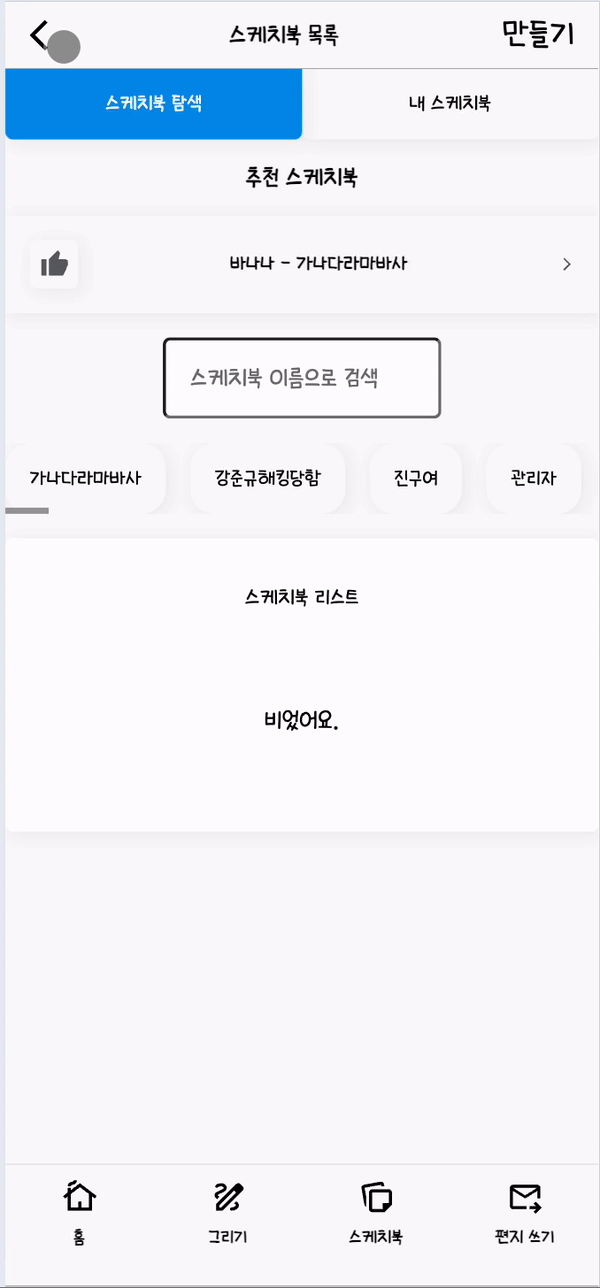 스케치북 목록
만들기
스케치북 탐색
내 스케치북
추천 스케치북
바나나 - 가나다라마바사
스케치북 이름으로 검색
가나다라마바사
강준규해킹당함
진구여
관리자
스케치북 리스트
비었어요.
홈
그리기
스케치북
편지 쓰기